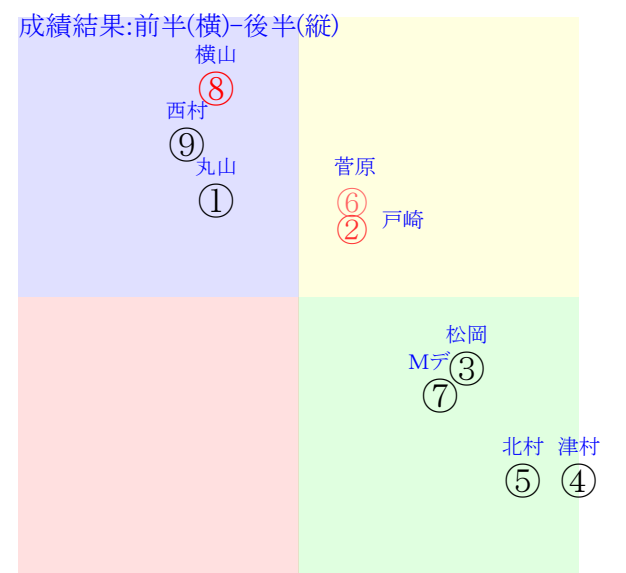 成績結果:前半(横)-後半(縦)
横山
⑧
西村
⑨
丸山
①
菅原
⑥
②
戸崎
松岡
③
Mデ
⑦
北村
⑤
津村
④